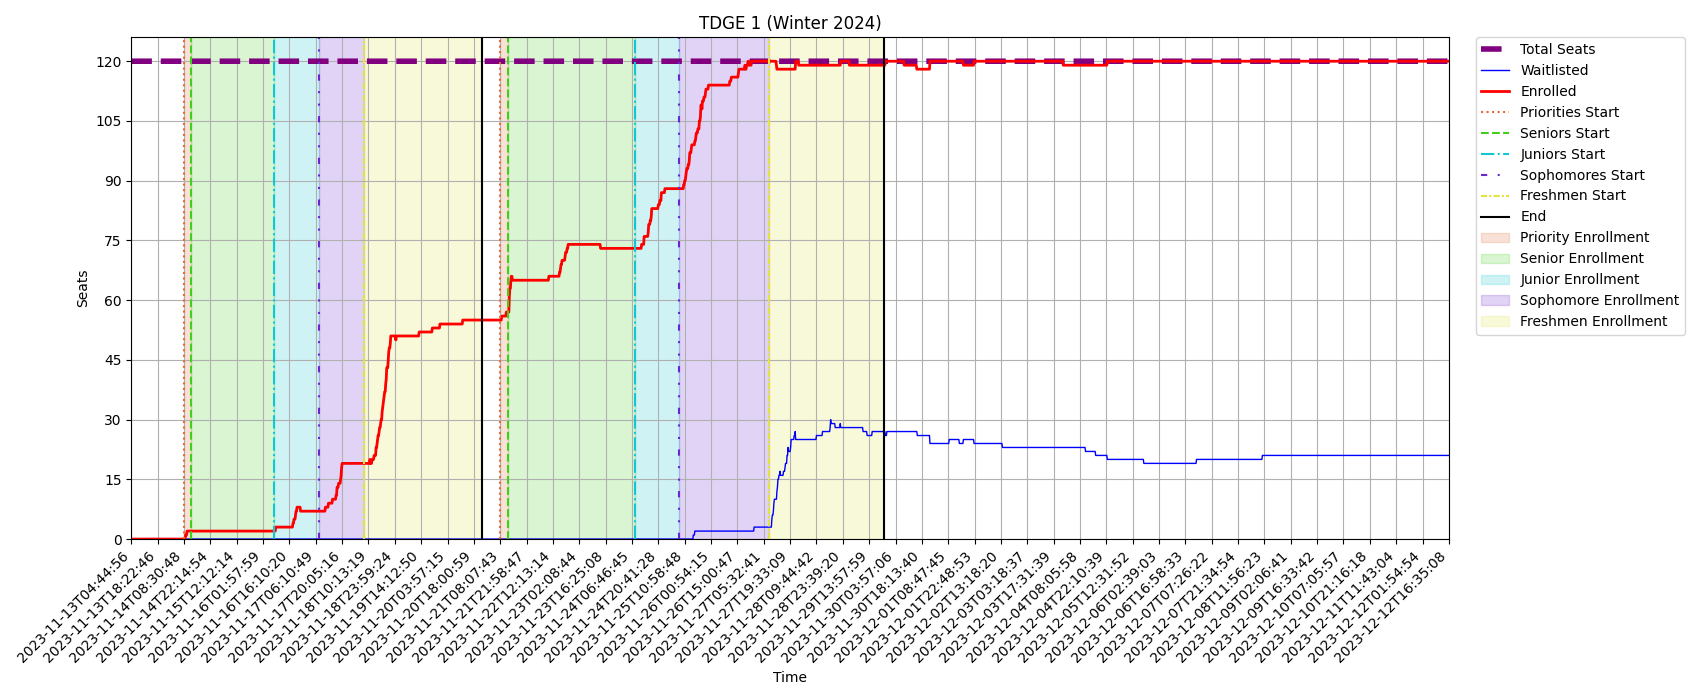 TDGE 1 (Winter 2024)
Seats
120
105
90
75
60
45
30
15
0
2023-11-13T04:44:56
2023-11-13T18:22:46
2023-11-14T08:30:48
2023-11-14T22:14:54
2023-11-15T12:12:14
2023-11-16T01:57:59
2023-11-16T16:10:20
2023-11-17T06:10:49
2023-11-17T20:05:16
2023-11-18T10:13:19
2023-11-18T23:59:24
2023-11-19T14:12:50
2023-11-20T03:57:15
2023-11-20T18:00:59
2023-11-21T08:07:43
2023-11-21T21:58:47
2023-11-22T12:13:14
2023-11-23T02:08:44
2023-11-23T16:25:08
2023-11-24T06:46:45
2023-11-24T20:41:28
2023-11-25T10:58:48
2023-11-26T00:54:15
2023-11-26T15:00:47
2023-11-27T05:32:41
2023-11-27T19:33:09
2023-11-28T09:44:42
2023-11-28T23:39:20
2023-11-29T13:57:59
2023-11-30T03:57:06
2023-11-30T18:13:40
2023-12-01T08:47:45
2023-12-01T22:48:53
2023-12-02T13:18:20
2023-12-03T03:18:37
2023-12-03T17:31:39
2023-12-04T08:05:58
2023-12-04T22:10:39
2023-12-05T12:31:52
2023-12-06T02:39:03
2023-12-06T16:58:33
2023-12-07T07:26:22
2023-12-07T21:34:54
2023-12-08T11:56:23
2023-12-09T02:06:41
2023-12-09T16:33:42
2023-12-10T07:05:57
2023-12-10T21:16:18
2023-12-11T11:43:04
2023-12-12T01:54:54
2023-12-12T16:35:08
Time
Total Seats
Waitlisted
Enrolled
Priorities Start
Seniors Start
Juniors Start
Sophomores Start
Freshmen Start
End
Priority Enrollment
Senior Enrollment
Junior Enrollment
Sophomore Enrollment
Freshmen Enrollment